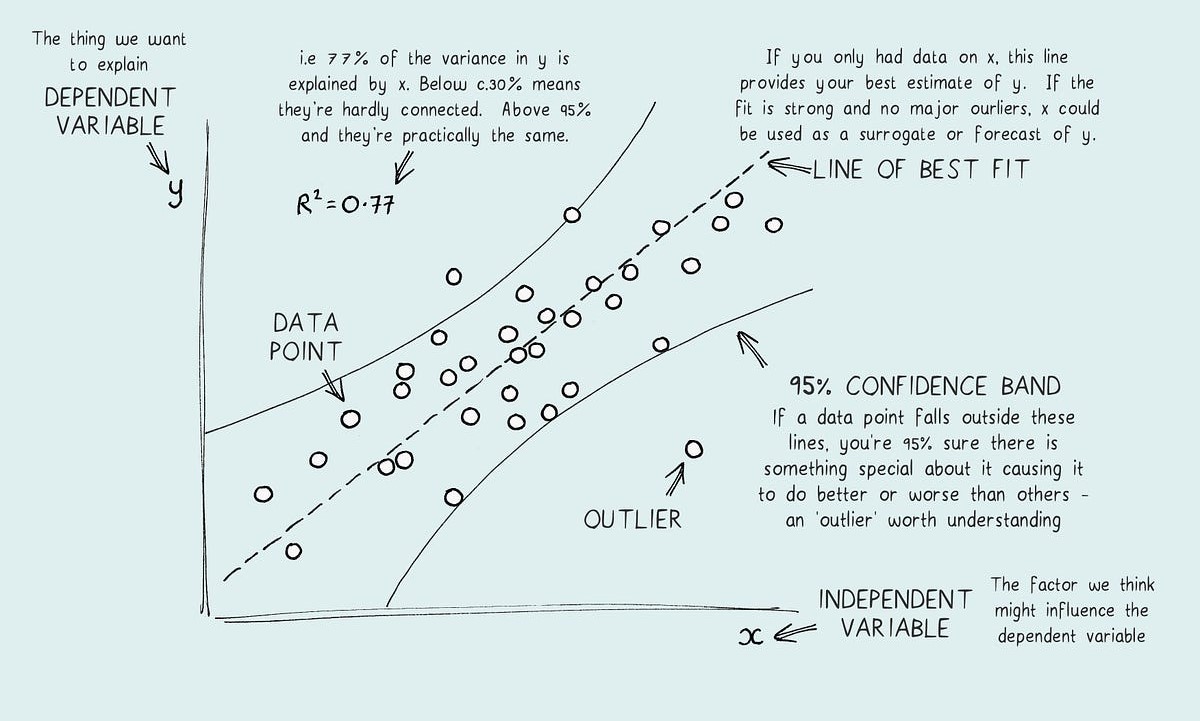 The thing we want
to explain
DEPENDENT
VARIABLE
y
i.e 77% of the variance in y is
explained by x. Below c.30% means
they're hardly connected. Above 95%
and they're practically the same.
R²=0.77
If you only had data on x, this line
provides your best estimate of y. If the
fit is strong and no major ourliers, x could
be used as a surrogate or forecast of y.
LINE OF BEST FIT
DATA
POINT
95% CONFIDENCE BAND
If a data point falls outside these
lines, you're 95% sure there is
something special about it causing it
to do better or worse than others -
an 'outlier' worth understanding
OUTLIER
x
INDEPENDENT
VARIABLE
The factor we think
might influence the
dependent variable